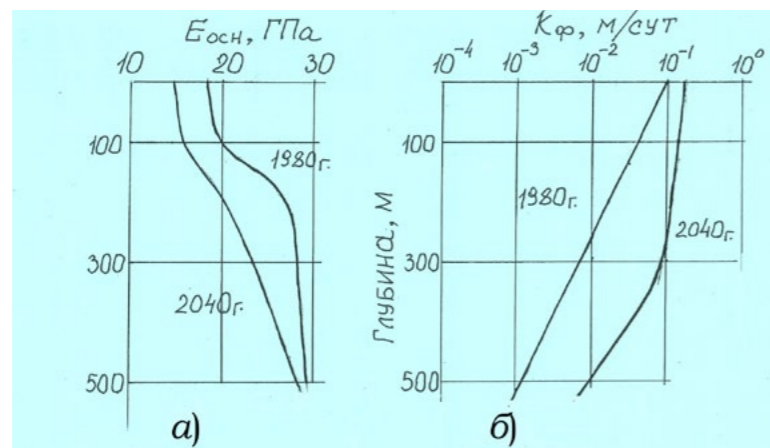 Eосн, ГПа
10 20 30
100
300
500
1980г.
2040г.
а)
Kф, м/сут
10⁻⁴ 10⁻³ 10⁻² 10⁻¹ 10⁰
Глубина, м
100
300
500
1980г.
2040г.
б)